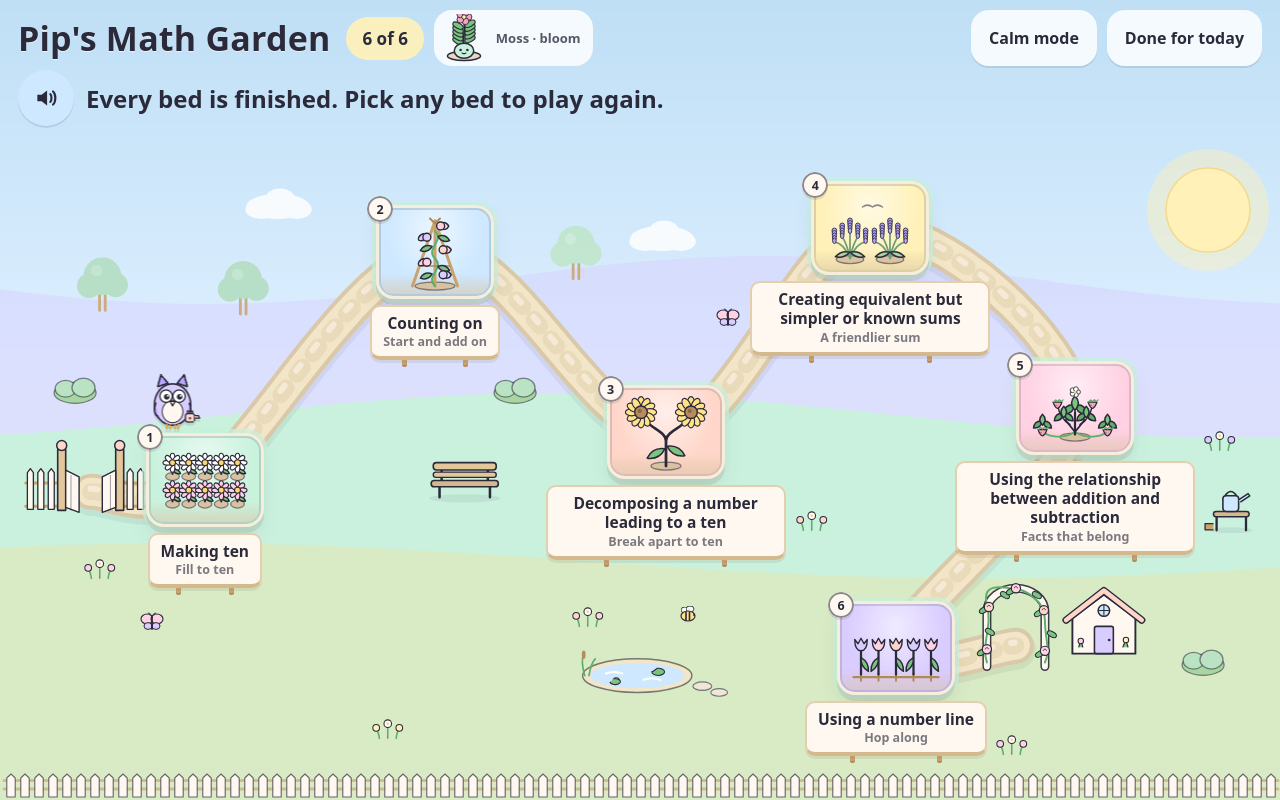 Pip's Math Garden
6 of 6
Moss · bloom
Calm mode
Done for today
Every bed is finished. Pick any bed to play again.
1
Making ten
Fill to ten
2
Counting on
Start and add on
3
Decomposing a number
leading to a ten
Break apart to ten
4
Creating equivalent but
simpler or known sums
A friendlier sum
5
Using the relationship
between addition and
subtraction
Facts that belong
6
Using a number line
Hop along